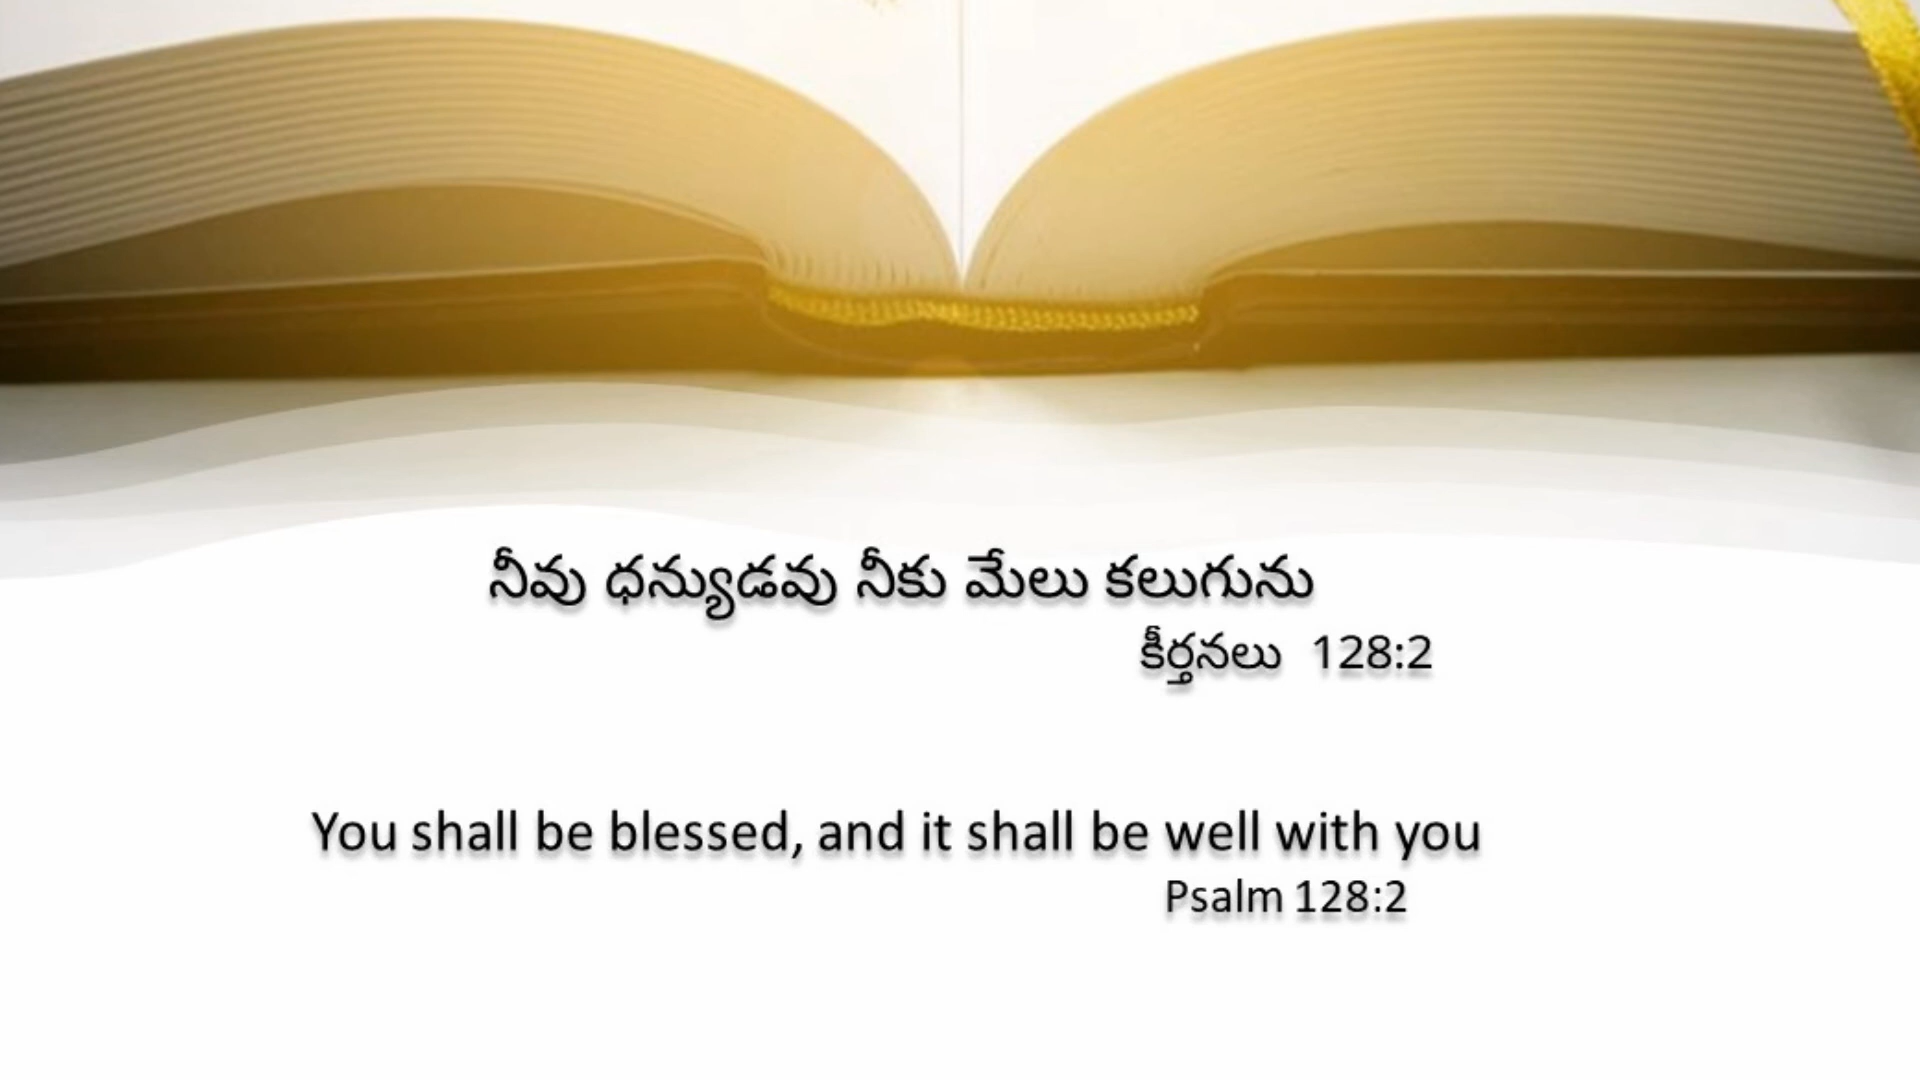 నీవు ధన్యుడవు నీకు మేలు కలుగును
కీర్తనలు 128:2
You shall be blessed, and it shall be well with you
Psalm 128:2